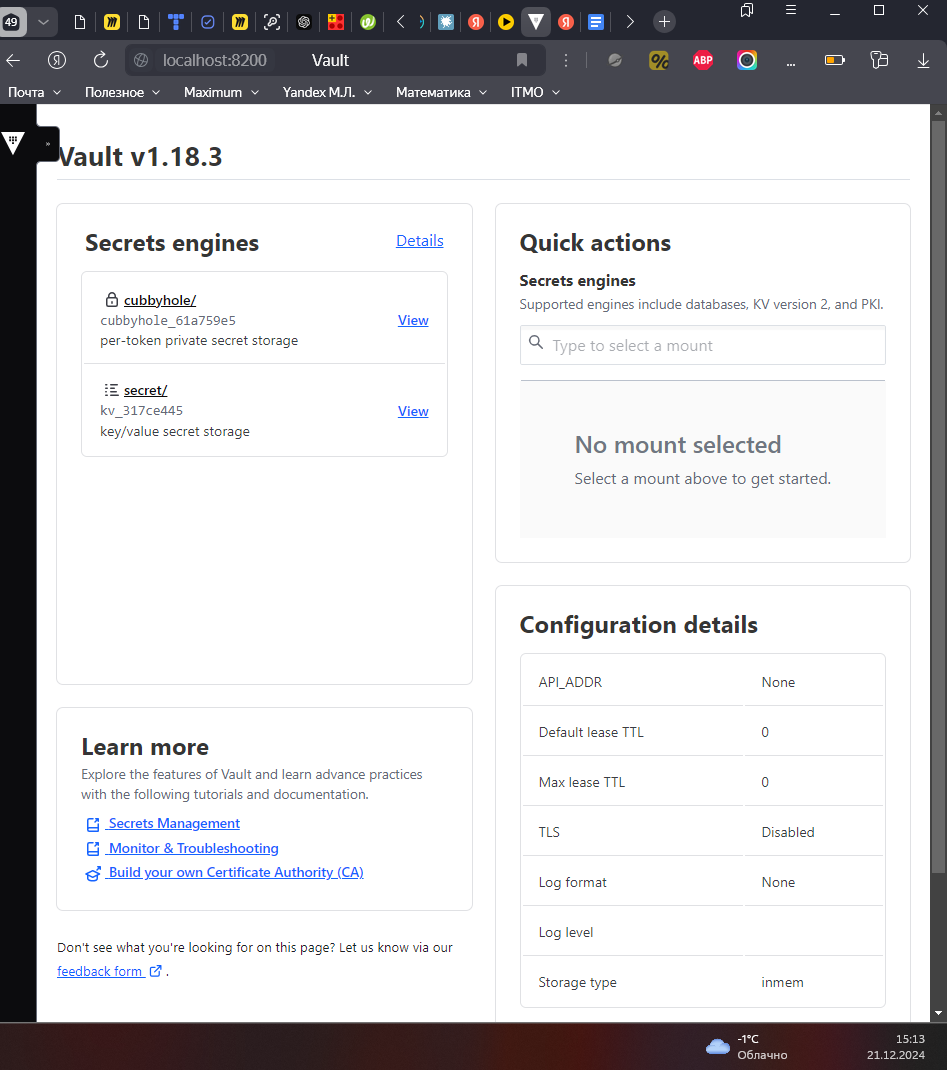 49
localhost:8200
Vault
%
ABP
...
Почта
Полезное
Maximum
Yandex М.Л.
Математика
ITMO
Vault v1.18.3
Secrets engines
Details
cubbyhole/
cubbyhole_61a759e5
View
per-token private secret storage
secret/
kv_317ce445
View
key/value secret storage
Quick actions
Secrets engines
Supported engines include databases, KV version 2, and PKI.
Type to select a mount
No mount selected
Select a mount above to get started.
Configuration details
API_ADDR None
Default lease TTL 0
Max lease TTL 0
TLS Disabled
Log format None
Log level
Storage type inmem
Learn more
Explore the features of Vault and learn advance practices
with the following tutorials and documentation.
Secrets Management
Monitor & Troubleshooting
Build your own Certificate Authority (CA)
Don't see what you're looking for on this page? Let us know via our
feedback form .
-1°C
Облачно
15:13
21.12.2024